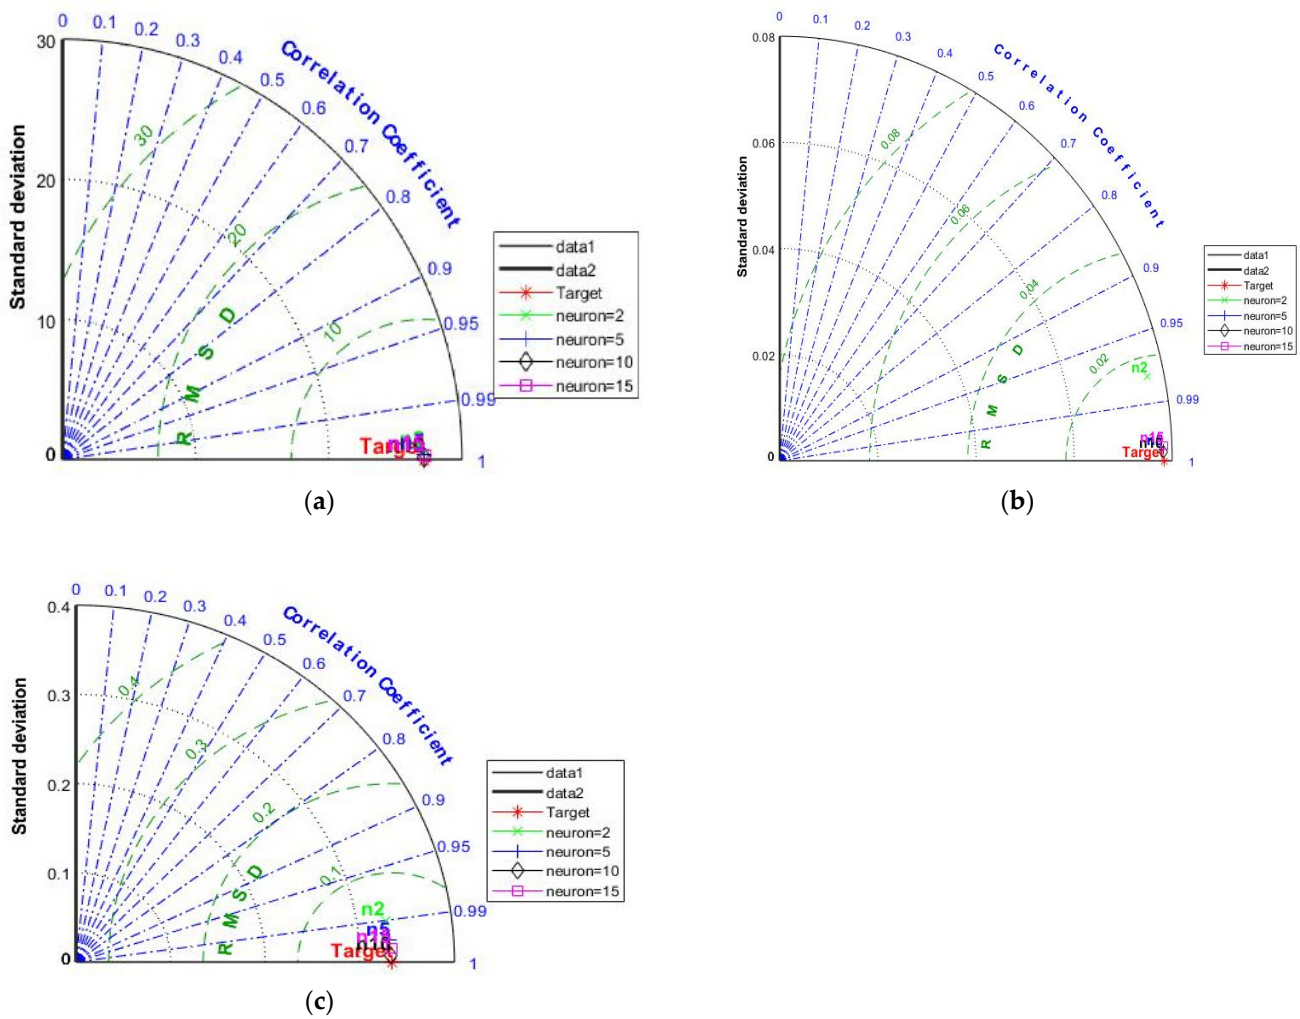 0 0.1 0.2 0.3 0.4 0.5 0.6 0.7 0.8 0.9 0.95 0.99 1
Correlation Coefficient
Standard deviation
30
20
10
0
30
20
10
R M S D
Target
n15
data1
data2
Target
neuron=2
neuron=5
neuron=10
neuron=15
(a)
0 0.1 0.2 0.3 0.4 0.5 0.6 0.7 0.8 0.9 0.95 0.99 1
Correlation Coefficient
Standard deviation
0.08
0.06
0.04
0.02
0
0.08
0.06
0.04
0.02
R M S D
n2
n15
n10
Target
data1
data2
Target
neuron=2
neuron=5
neuron=10
neuron=15
(b)
0 0.1 0.2 0.3 0.4 0.5 0.6 0.7 0.8 0.9 0.95 0.99 1
Correlation Coefficient
Standard deviation
0.4
0.3
0.2
0.1
0
0.4
0.3
0.2
0.1
R M S D
n2
n5
n15
n10
Target
data1
data2
Target
neuron=2
neuron=5
neuron=10
neuron=15
(c)